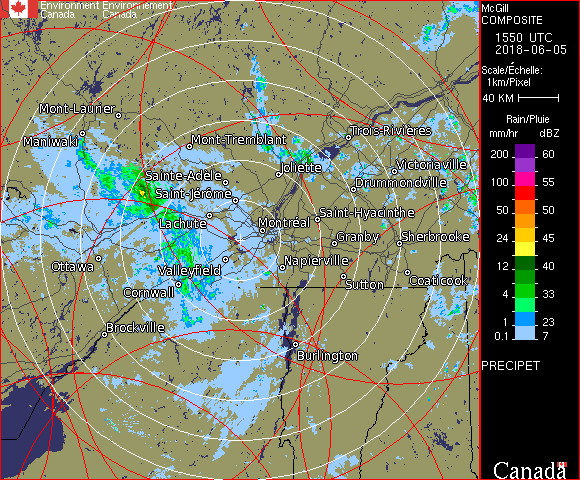 Environment Environnement
Canada Canada
McGill
COMPOSITE
1550 UTC
2018-06-05
Scale/Échelle:
1km/Pixel
40 KM
Rain/Pluie
mm/hr dBZ
200 60
100 55
50 50
24 45
12 40
4 33
1 23
0.1 7
PRECIPET
Canada
Mont-Laurier
Maniwaki
Mont-Tremblant
Trois-Rivières
Sainte-Adèle
Joliette
Victoriaville
Saint-Jérôme
Drummondville
Lachute
Montréal
Saint-Hyacinthe
Granby
Sherbrooke
Ottawa
Valleyfield
Napierville
Cornwall
Sutton
Coaticook
Brockville
Burlington